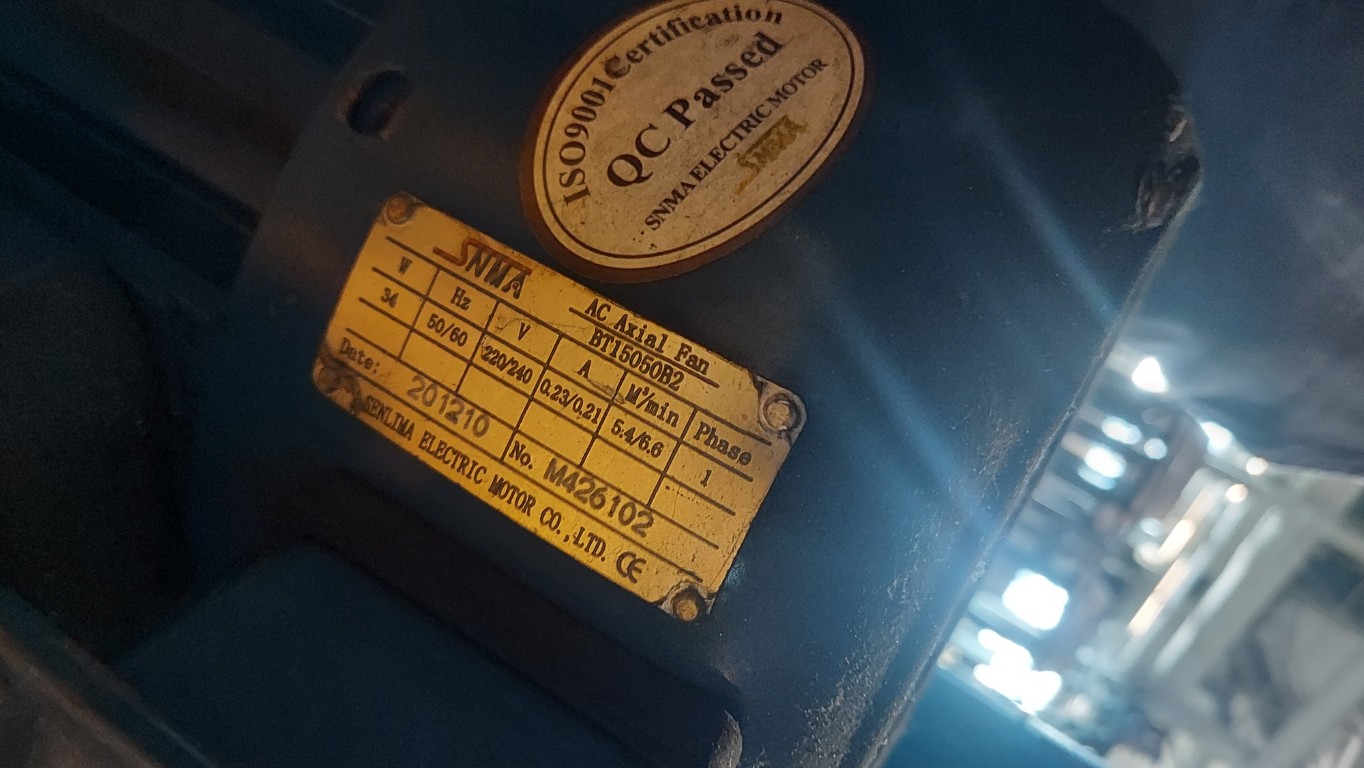 ISO9001 Certification
QC Passed
SNMA ELECTRIC MOTOR
SNMA
SNMA
AC Axial Fan
BT15050B2
W Hz V A M³/min Phase
34 50/60 220/240 0.23/0.21 5.4/6.6 1
Date: 201210 No. M426102
SENLIMA ELECTRIC MOTOR CO.,LTD. CE